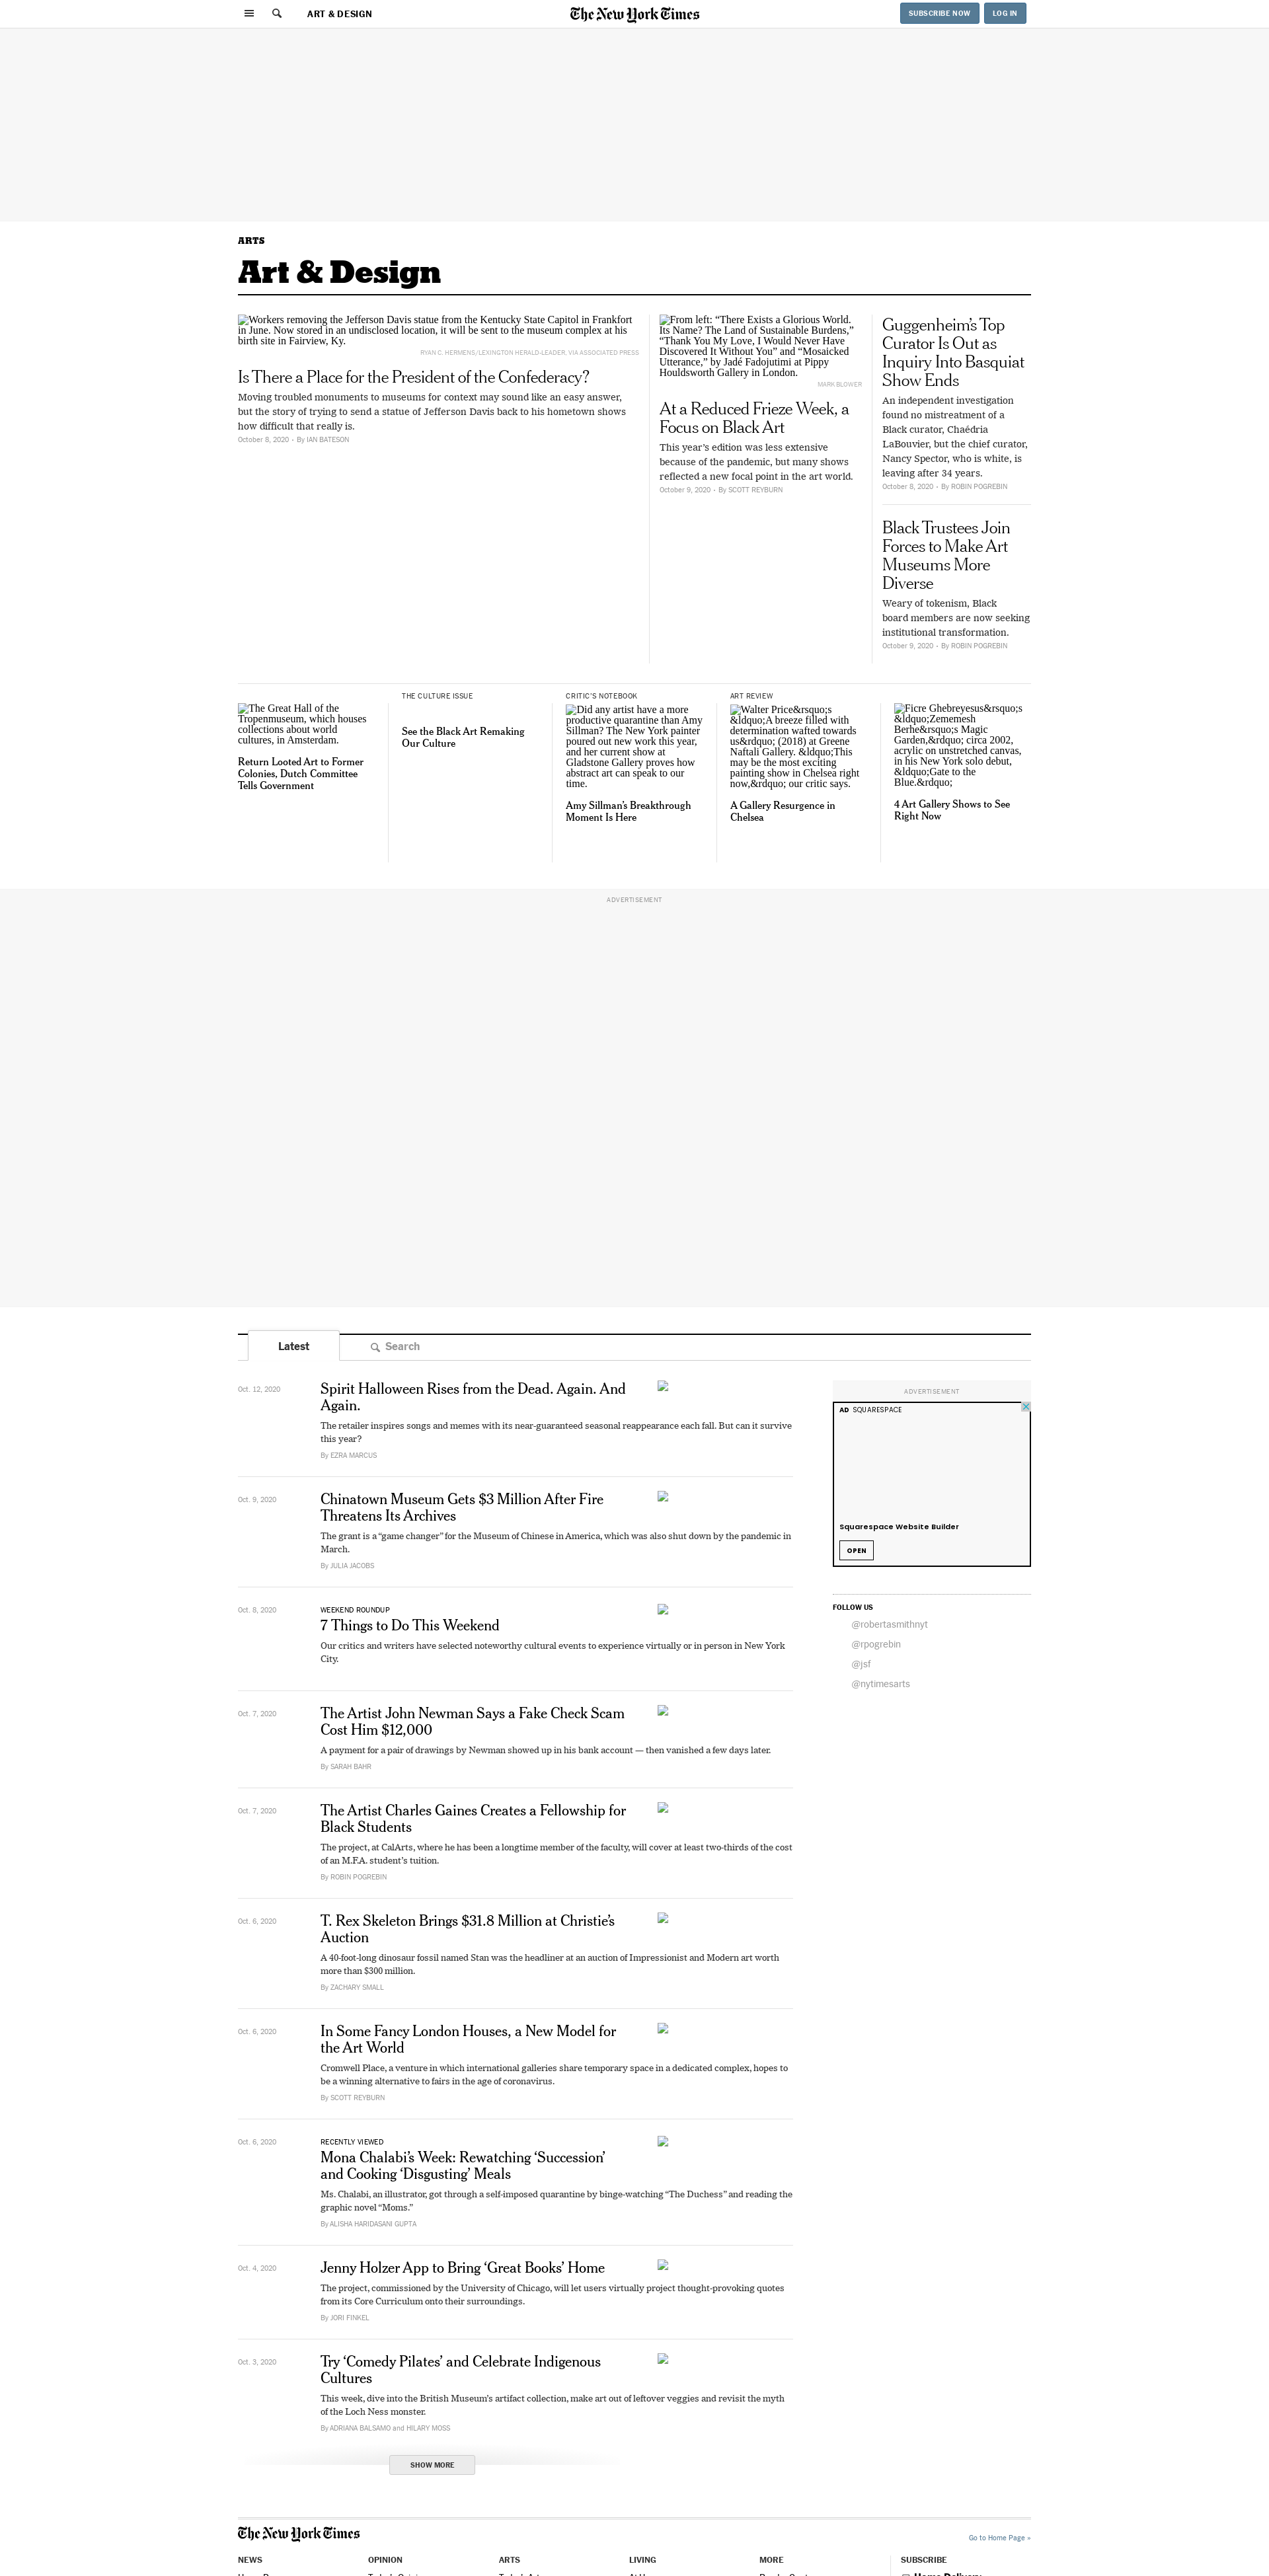 ART & DESIGN
The New York Times
SUBSCRIBE NOW
LOG IN
ARTS
Art & Design
Workers removing the Jefferson Davis statue from the Kentucky State Capitol in Frankfort
in June. Now stored in an undisclosed location, it will be sent to the museum complex at his
birth site in Fairview, Ky.
RYAN C. HERMENS/LEXINGTON HERALD-LEADER, VIA ASSOCIATED PRESS
Is There a Place for the President of the Confederacy?
Moving troubled monuments to museums for context may sound like an easy answer,
but the story of trying to send a statue of Jefferson Davis back to his hometown shows
how difficult that really is.
October 8, 2020 - By IAN BATESON
From left: “There Exists a Glorious World.
Its Name? The Land of Sustainable Burdens,”
“Thank You My Love, I Would Never Have
Discovered It Without You” and “Mosaicked
Utterance,” by Jadé Fadojutimi at Pippy
Houldsworth Gallery in London.
MARK BLOWER
At a Reduced Frieze Week, a
Focus on Black Art
This year’s edition was less extensive
because of the pandemic, but many shows
reflected a new focal point in the art world.
October 9, 2020 - By SCOTT REYBURN
Guggenheim’s Top
Curator Is Out as
Inquiry Into Basquiat
Show Ends
An independent investigation
found no mistreatment of a
Black curator, Chaédria
LaBouvier, but the chief curator,
Nancy Spector, who is white, is
leaving after 34 years.
October 8, 2020 - By ROBIN POGREBIN
Black Trustees Join
Forces to Make Art
Museums More
Diverse
Weary of tokenism, Black
board members are now seeking
institutional transformation.
October 9, 2020 - By ROBIN POGREBIN
The Great Hall of the
Tropenmuseum, which houses
collections about world
cultures, in Amsterdam.
Return Looted Art to Former
Colonies, Dutch Committee
Tells Government
THE CULTURE ISSUE
See the Black Art Remaking
Our Culture
CRITIC’S NOTEBOOK
Did any artist have a more
productive quarantine than Amy
Sillman? The New York painter
poured out new work this year,
and her current show at
Gladstone Gallery proves how
abstract art can speak to our
time.
Amy Sillman’s Breakthrough
Moment Is Here
ART REVIEW
Walter Price&rsquo;s
&ldquo;A breeze filled with
determination wafted towards
us&rdquo; (2018) at Greene
Naftali Gallery. &ldquo;This
may be the most exciting
painting show in Chelsea right
now,&rdquo; our critic says.
A Gallery Resurgence in
Chelsea
Ficre Ghebreyesus&rsquo;s
&ldquo;Zememesh
Berhe&rsquo;s Magic
Garden,&rdquo; circa 2002,
acrylic on unstretched canvas,
in his New York solo debut,
&ldquo;Gate to the
Blue.&rdquo;
4 Art Gallery Shows to See
Right Now
ADVERTISEMENT
Latest
Search
Oct. 12, 2020
Spirit Halloween Rises from the Dead. Again. And
Again.
The retailer inspires songs and memes with its near-guaranteed seasonal reappearance each fall. But can it survive
this year?
By EZRA MARCUS
Oct. 9, 2020
Chinatown Museum Gets $3 Million After Fire
Threatens Its Archives
The grant is a “game changer” for the Museum of Chinese in America, which was also shut down by the pandemic in
March.
By JULIA JACOBS
Oct. 8, 2020
WEEKEND ROUNDUP
7 Things to Do This Weekend
Our critics and writers have selected noteworthy cultural events to experience virtually or in person in New York
City.
Oct. 7, 2020
The Artist John Newman Says a Fake Check Scam
Cost Him $12,000
A payment for a pair of drawings by Newman showed up in his bank account — then vanished a few days later.
By SARAH BAHR
Oct. 7, 2020
The Artist Charles Gaines Creates a Fellowship for
Black Students
The project, at CalArts, where he has been a longtime member of the faculty, will cover at least two-thirds of the cost
of an M.F.A. student’s tuition.
By ROBIN POGREBIN
Oct. 6, 2020
T. Rex Skeleton Brings $31.8 Million at Christie’s
Auction
A 40-foot-long dinosaur fossil named Stan was the headliner at an auction of Impressionist and Modern art worth
more than $300 million.
By ZACHARY SMALL
Oct. 6, 2020
In Some Fancy London Houses, a New Model for
the Art World
Cromwell Place, a venture in which international galleries share temporary space in a dedicated complex, hopes to
be a winning alternative to fairs in the age of coronavirus.
By SCOTT REYBURN
Oct. 6, 2020
RECENTLY VIEWED
Mona Chalabi’s Week: Rewatching ‘Succession’
and Cooking ‘Disgusting’ Meals
Ms. Chalabi, an illustrator, got through a self-imposed quarantine by binge-watching “The Duchess” and reading the
graphic novel “Moms.”
By ALISHA HARIDASANI GUPTA
Oct. 4, 2020
Jenny Holzer App to Bring ‘Great Books’ Home
The project, commissioned by the University of Chicago, will let users virtually project thought-provoking quotes
from its Core Curriculum onto their surroundings.
By JORI FINKEL
Oct. 3, 2020
Try ‘Comedy Pilates’ and Celebrate Indigenous
Cultures
This week, dive into the British Museum’s artifact collection, make art out of leftover veggies and revisit the myth
of the Loch Ness monster.
By ADRIANA BALSAMO and HILARY MOSS
SHOW MORE
ADVERTISEMENT
AD SQUARESPACE
Squarespace Website Builder
OPEN
FOLLOW US
@robertasmithnyt
@rpogrebin
@jsf
@nytimesarts
The New York Times
Go to Home Page »
NEWS
OPINION
ARTS
LIVING
MORE
SUBSCRIBE